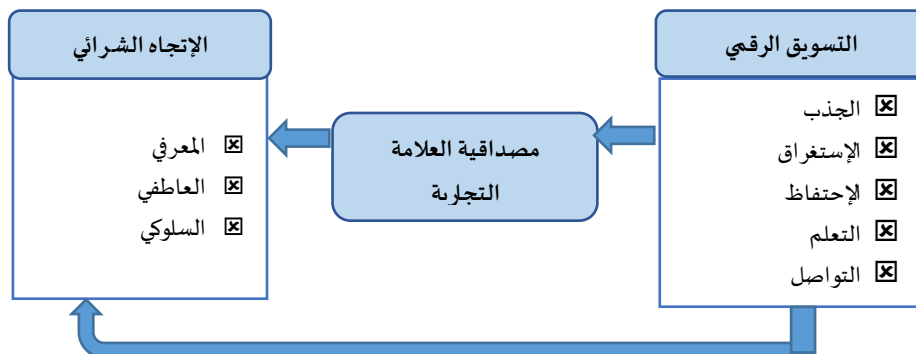 التسويق الرقمي
☒ الجذب
☒ الإستغراق
☒ الإحتفاظ
☒ التعلم
☒ التواصل
مصداقية العلامة
التجارية
الإتجاه الشرائي
☒ المعرفي
☒ العاطفي
☒ السلوكي